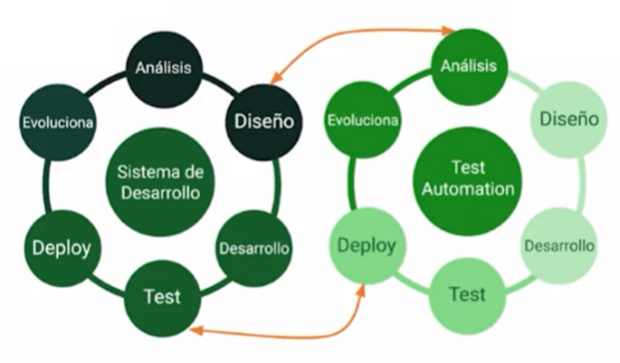 Análisis
Diseño
Evoluciona
Sistema de
Desarrollo
Deploy
Desarrollo
Test
Análisis
Diseño
Evoluciona
Test
Automation
Deploy
Desarrollo
Test